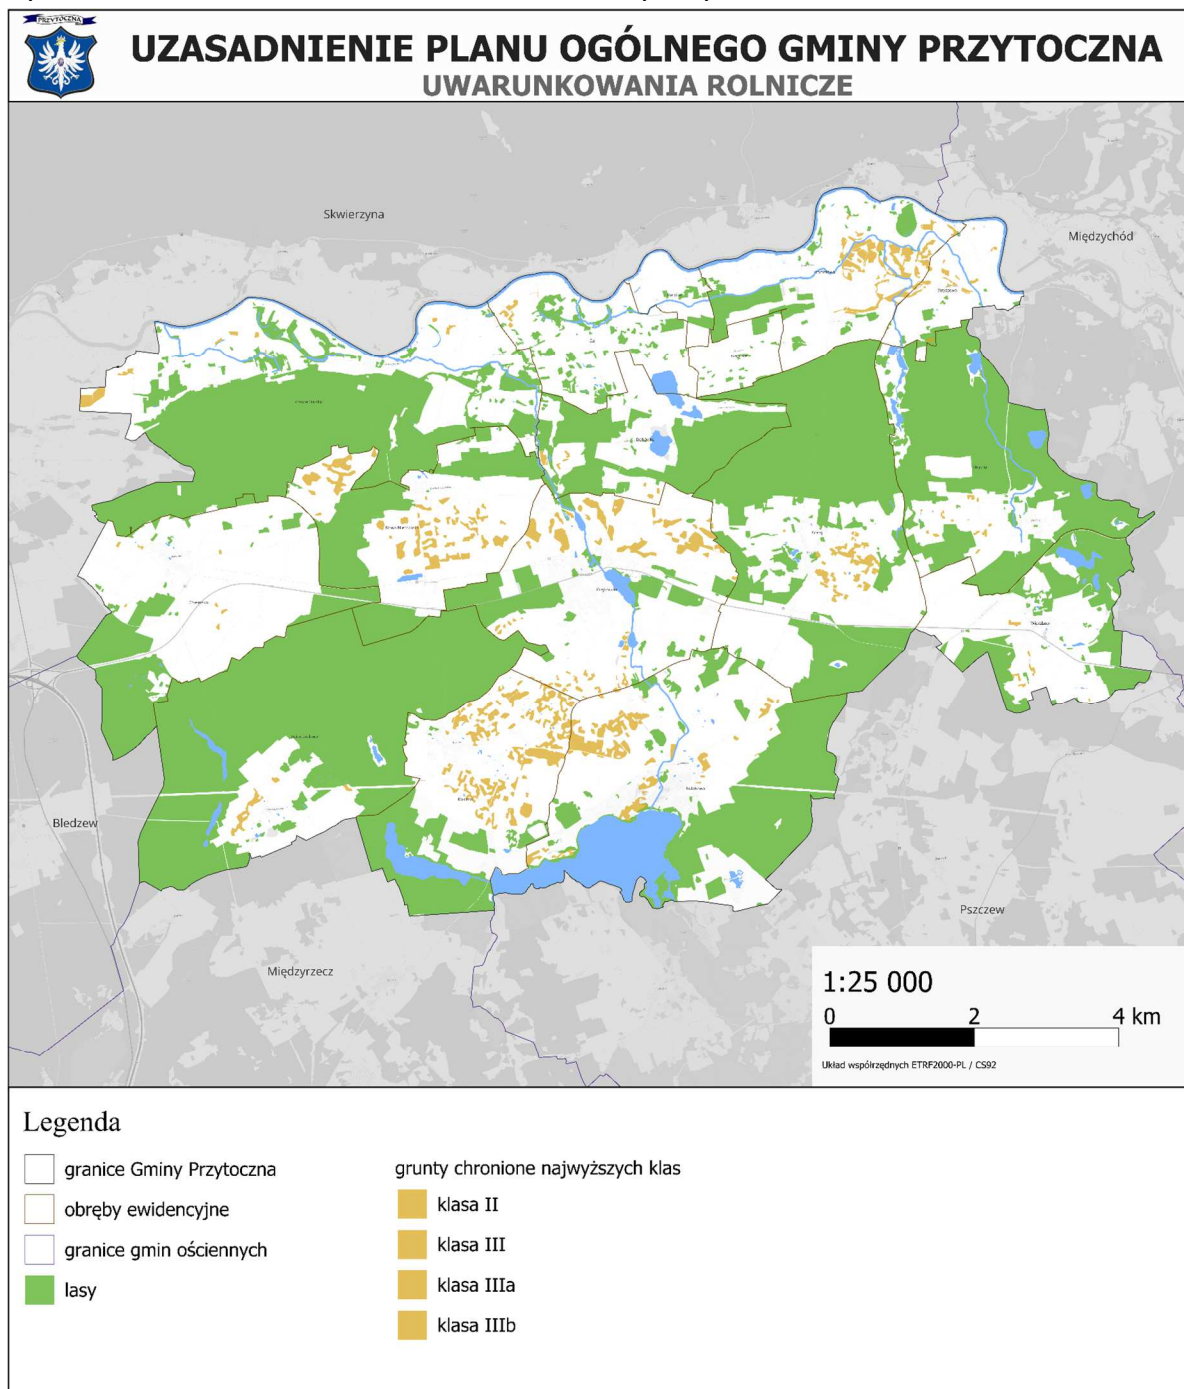 PRZYTOCZNA
UZASADNIENIE PLANU OGÓLNEGO GMINY PRZYTOCZNA
UWARUNKOWANIA ROLNICZE
Skwierzyna
Międzychód
Bledzew
Pszczew
Międzyrzecz
1:25 000
0 2 4 km
Układ współrzędnych ETRF2000-PL / CS92
Legenda
granice Gminy Przytoczna
obręby ewidencyjne
granice gmin ościennych
lasy
grunty chronione najwyższych klas
klasa II
klasa III
klasa IIIa
klasa IIIb